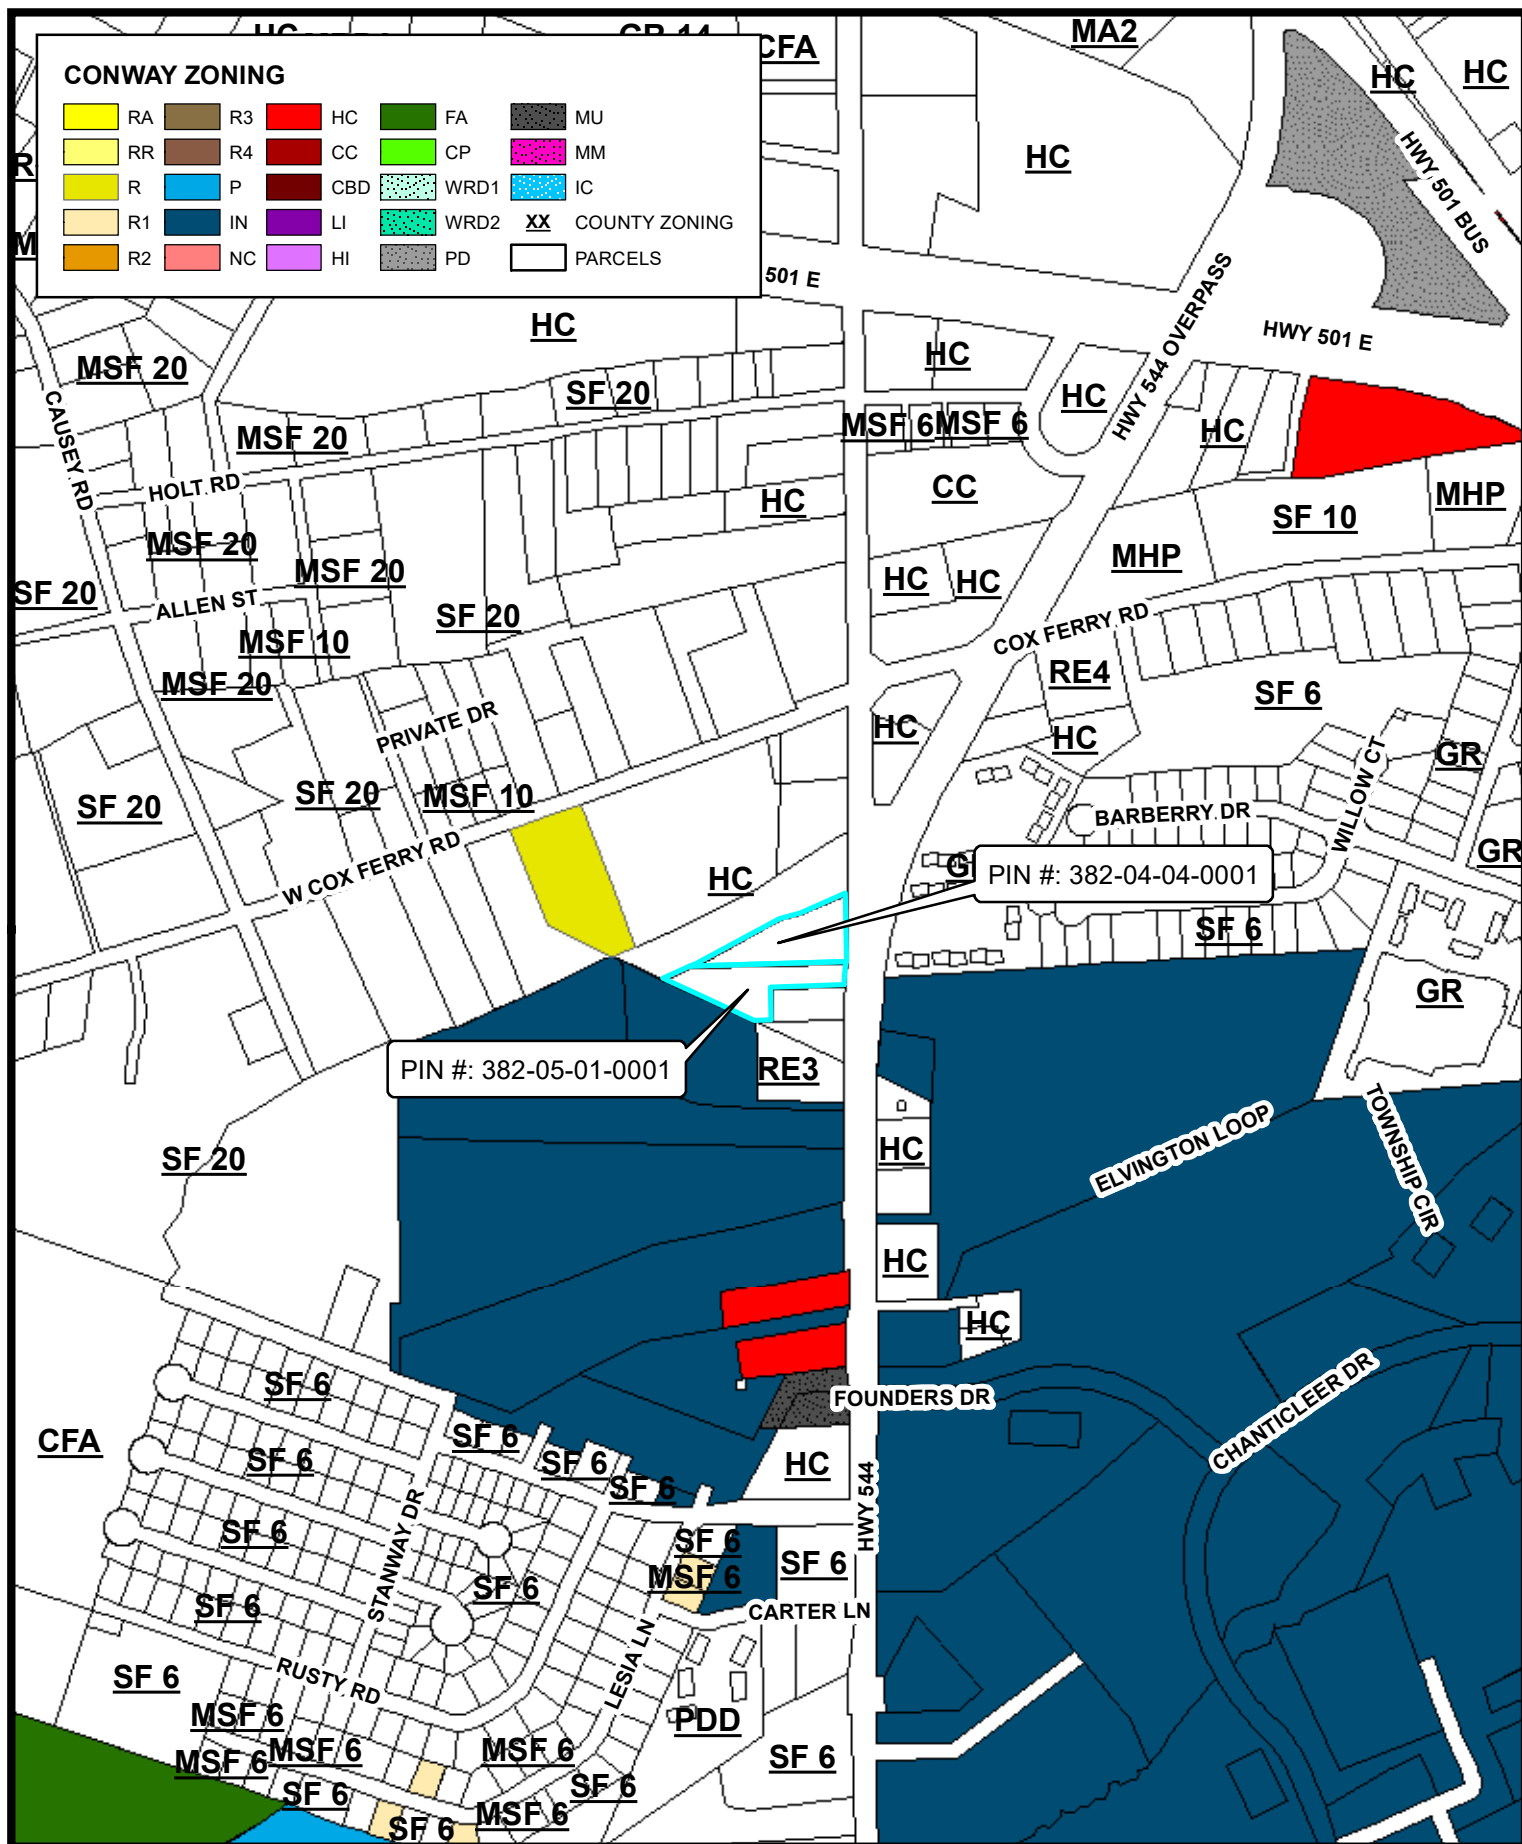 MA2
CFA
HC
HC
HC
CONWAY ZONING
RA
R3
HC
FA
MU
RR
R4
CC
CP
MM
R
P
CBD
WRD1
IC
R1
IN
LI
WRD2
XX COUNTY ZONING
R2
NC
HI
PD
PARCELS
HWY 501 BUS
501 E
HWY 544 OVERPASS
HWY 501 E
HC
HC
MSF 20
SF 20
HC
CAUSEY RD
MSF 20
MSF 6
MSF 6
HC
HOLT RD
CC
MHP
HC
SF 10
MSF 20
MHP
MSF 20
HC
HC
SF 20
ALLEN ST
SF 20
COX FERRY RD
MSF 10
RE4
MSF 20
SF 6
PRIVATE DR
HC
HC
GR
SF 20
SF 20
MSF 10
BARBERRY DR
WILLOW CT
W COX FERRY RD
GR
HC
PIN #: 382-04-04-0001
SF 6
GR
PIN #: 382-05-01-0001
RE3
HC
ELVINGTON LOOP
TOWNSHIP CIR
SF 20
HC
HC
SF 6
FOUNDERS DR
CHANTICLEER DR
CFA
SF 6
SF 6
SF 6
HC
SF 6
HWY 544
STANWAY DR
SF 6
SF 6
SF 6
MSF 6
SF 6
SF 6
CARTER LN
LESIA LN
RUSTY RD
SF 6
MSF 6
PDD
MSF 6
MSF 6
MSF 6
SF 6
SF 6
SF 6
MSF 6
SF 6